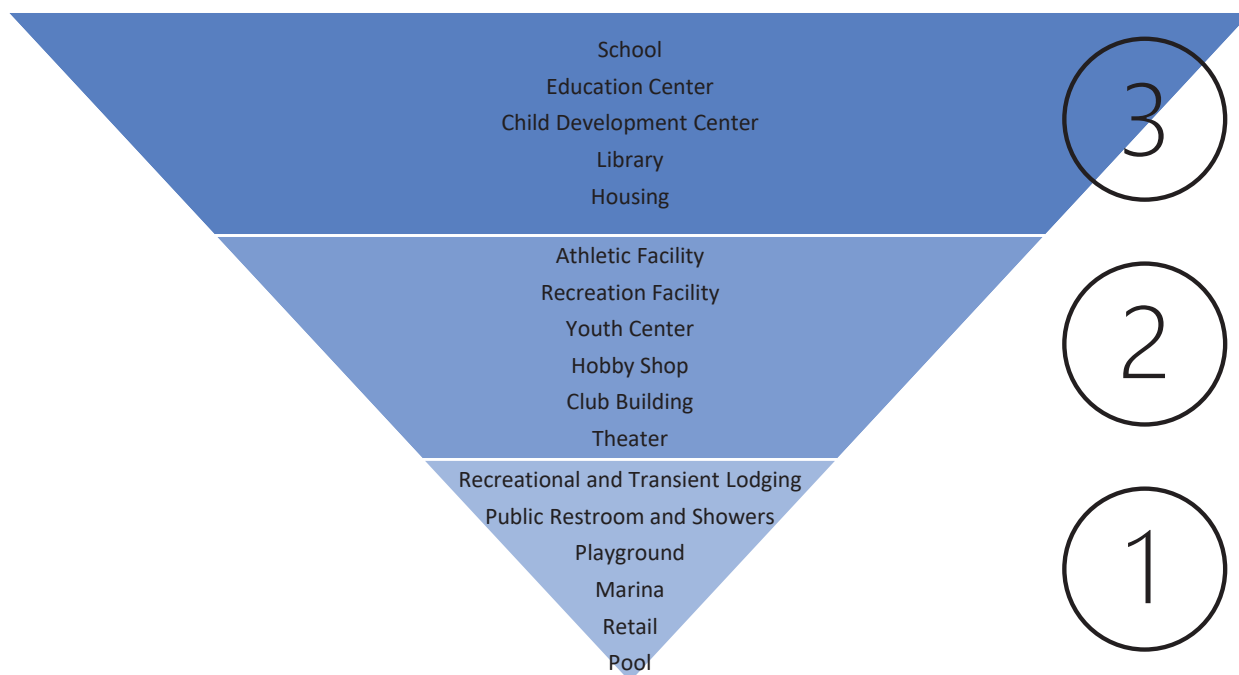 School
Education Center
Child Development Center
Library
Housing
3
Athletic Facility
Recreation Facility
Youth Center
Hobby Shop
Club Building
Theater
2
Recreational and Transient Lodging
Public Restroom and Showers
Playground
Marina
Retail
Pool
1